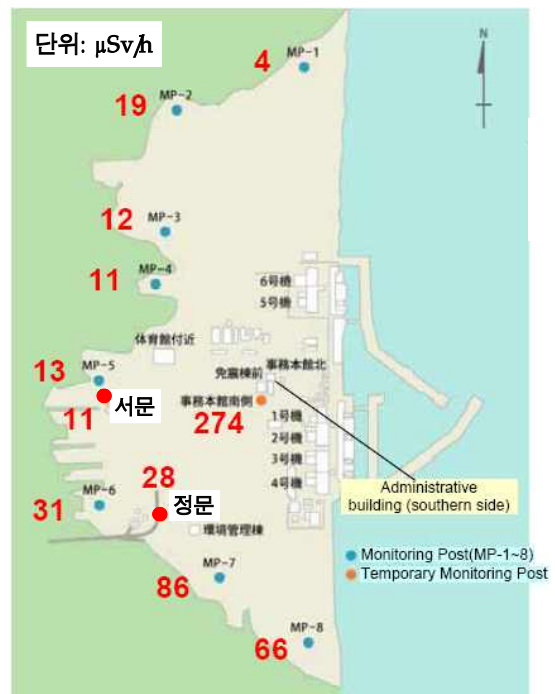 단위: μSv/h
N
4
MP-1
19
MP-2
12
MP-3
11
MP-4
6号機
5号機
体育館付近
13
MP-5
免震棟前
事務本館北
事務本館南側
11
서문
274
1号機
2号機
3号機
4号機
28
31
MP-6
정문
Administrative
building (southern side)
環境管理棟
Monitoring Post(MP-1~8)
Temporary Monitoring Post
MP-7
86
MP-8
66